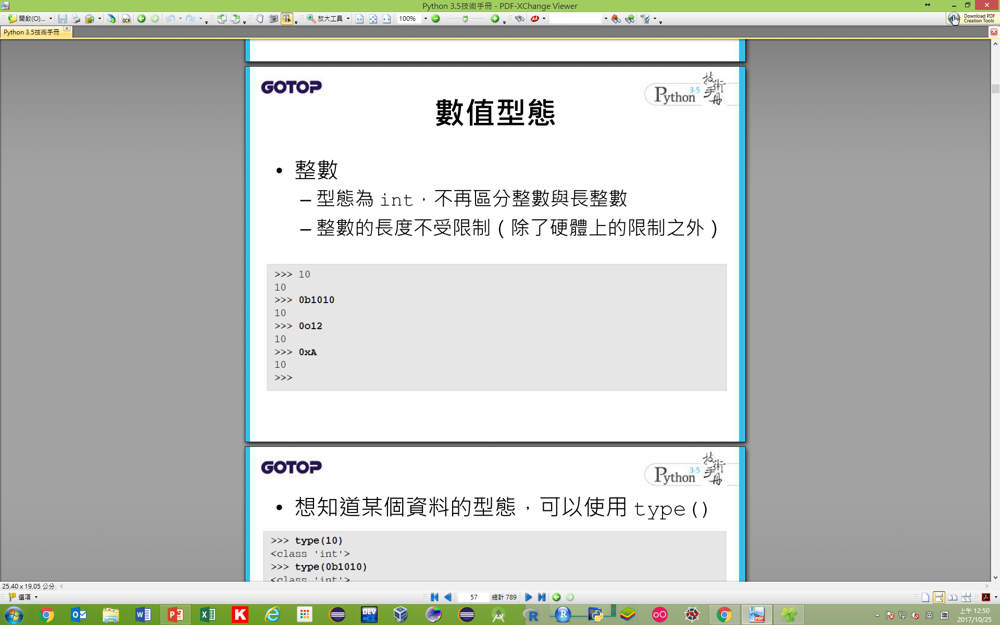 Python 3.5技術手冊 - PDF-XChange Viewer
開啟(O)... OCR 放大工具 1:1 100% Download PDF
Creation Tools
Python 3.5技術手冊
GOTOP
Python 3.5 技術手冊
數值型態
• 整數
– 型態為 int，不再區分整數與長整數
– 整數的長度不受限制（除了硬體上的限制之外）
>>> 10
10
>>> 0b1010
10
>>> 0o12
10
>>> 0xA
10
>>>
GOTOP
Python 3.5 技術手冊
• 想知道某個資料的型態，可以使用 type()
>>> type(10)
<class 'int'>
>>> type(0b1010)
<class 'int'>
25.40 x 19.05 公分
選項 57 總計 789
DEV C++ 英 上午 12:50
2017/10/25